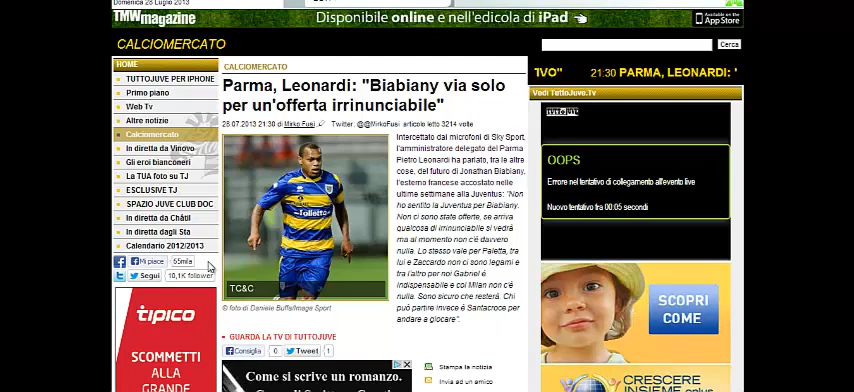 Domenica 28 Luglio 2013
TMWmagazine
Disponibile online e nell'edicola di iPad
Available on the
App Store
CALCIOMERCATO
Cerca
HOME
TUTTOJUVE PER IPHONE
Primo piano
Web Tv
Altre notizie
Calciomercato
In diretta da Vinovo
Gli eroi bianconeri
La TUA foto su TJ
ESCLUSIVE TJ
SPAZIO JUVE CLUB DOC
In diretta da Châtil
In diretta dagli Sta
Calendario 2012/2013
Mi piace 65mila
Segui 10,1K follower
tipico
SCOMMETTI
ALLA
GRANDE
CALCIOMERCATO
Parma, Leonardi: "Biabiany via solo
per un'offerta irrinunciabile"
28.07.2013 21:30 di Mirko Fusi Twitter: @@MirkoFusi articolo letto 3214 volte
Tolletto
TC&C
© foto di Daniele Buffa/Image Sport
Intercettato dai microfoni di Sky Sport,
l'amministratore delegato del Parma
Pietro Leonardi ha parlato, tra le altre
cose, del futuro di Jonathan Biabiany,
l'esterno francese accostato nelle
ultime settimane alla Juventus: "Non
ho sentito la Juventus per Biabiany.
Non ci sono state offerte, se arriva
qualcosa di irrinunciabile si vedrà
ma al momento non c'è davvero
nulla. Lo stesso vale per Paletta, tra
lui e Zaccardo non ci sono legami e
tra l'altro per noi Gabriel è
indispensabile e col Milan non c'è
nulla. Sono sicuro che resterà. Chi
può partire invece è Santacroce per
andare a giocare".
GUARDA LA TV DI TUTTOJUVE
Consiglia 0 Tweet 1
Come si scrive un romanzo.
Stampa la notizia
Invia ad un amico
IVO" 21:30 PARMA, LEONARDI: "
Vedi TuttoJuve.Tv
OOPS
Errore nel tentativo di collegamento all'evento live
Nuovo tentativo fra 00:05 secondi
SCOPRI
COME
CRESCERE
INSIEME